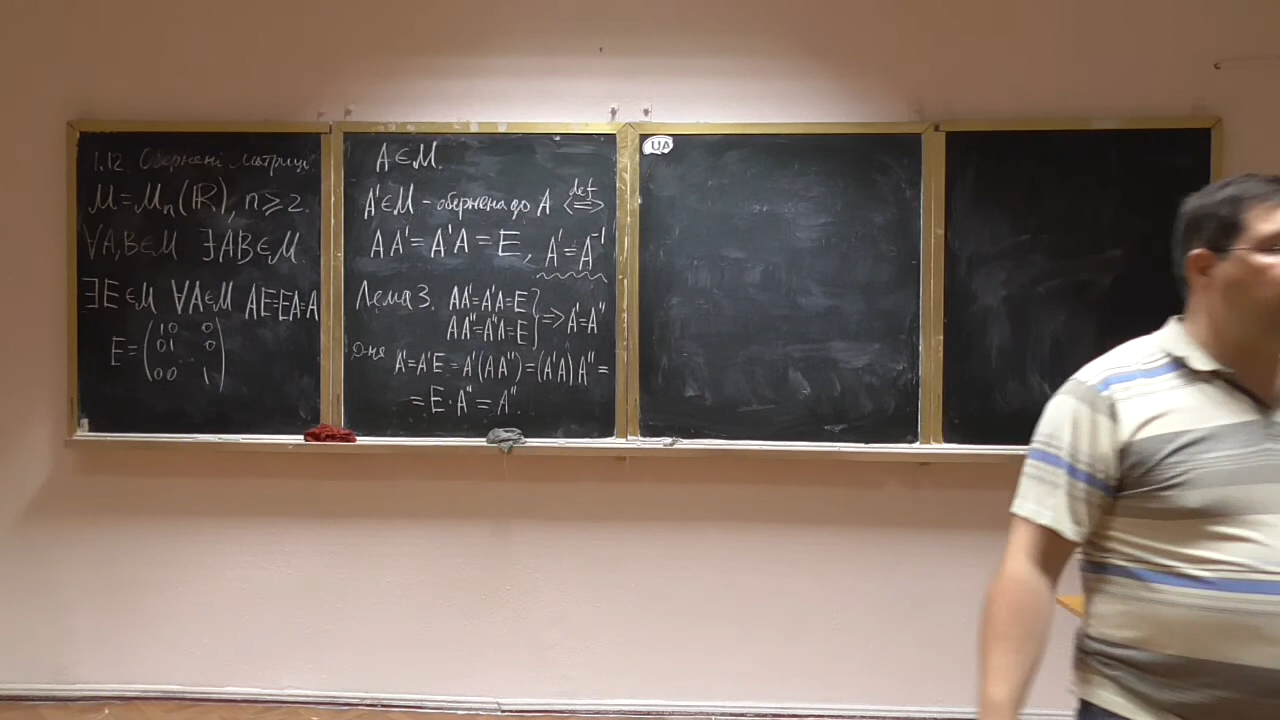 1.12. Обернені матриці.
M = Mₙ(ℝ), n ⩾ 2.
∀A,B∈M ∃AB∈M.
∃E∈M ∀A∈M AE=EA=A
E = (1 0 0
0 1 0
...
0 0 1)
A∈M.
A'∈M – обернена до A ⟺ def
AA' = A'A = E, A' = A⁻¹
Лема 3. AA'=A'A=E
AA''=A''A=E } => A'=A''
Д-ня A'=A'E = A'(AA'')=(A'A)A''=
= E·A'' = A''.
UA